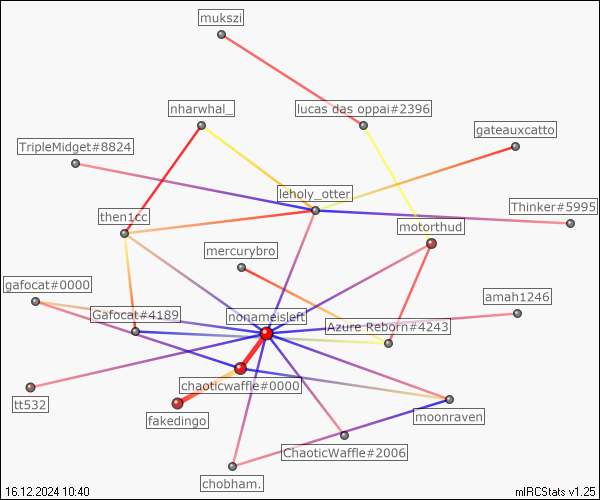 mukszi
nharwhal_
lucas das oppai#2396
gateauxcatto
TripleMidget#8824
leholy_otter
Thinker#5995
then1cc
motorthud
mercurybro
gafocat#0000
amah1246
Gafocat#4189
nonameisleft
Azure Reborn#4243
chaoticwaffle#0000
tt532
fakedingo
moonraven
ChaoticWaffle#2006
chobham.
16.12.2024 10:40
mIRCStats v1.25